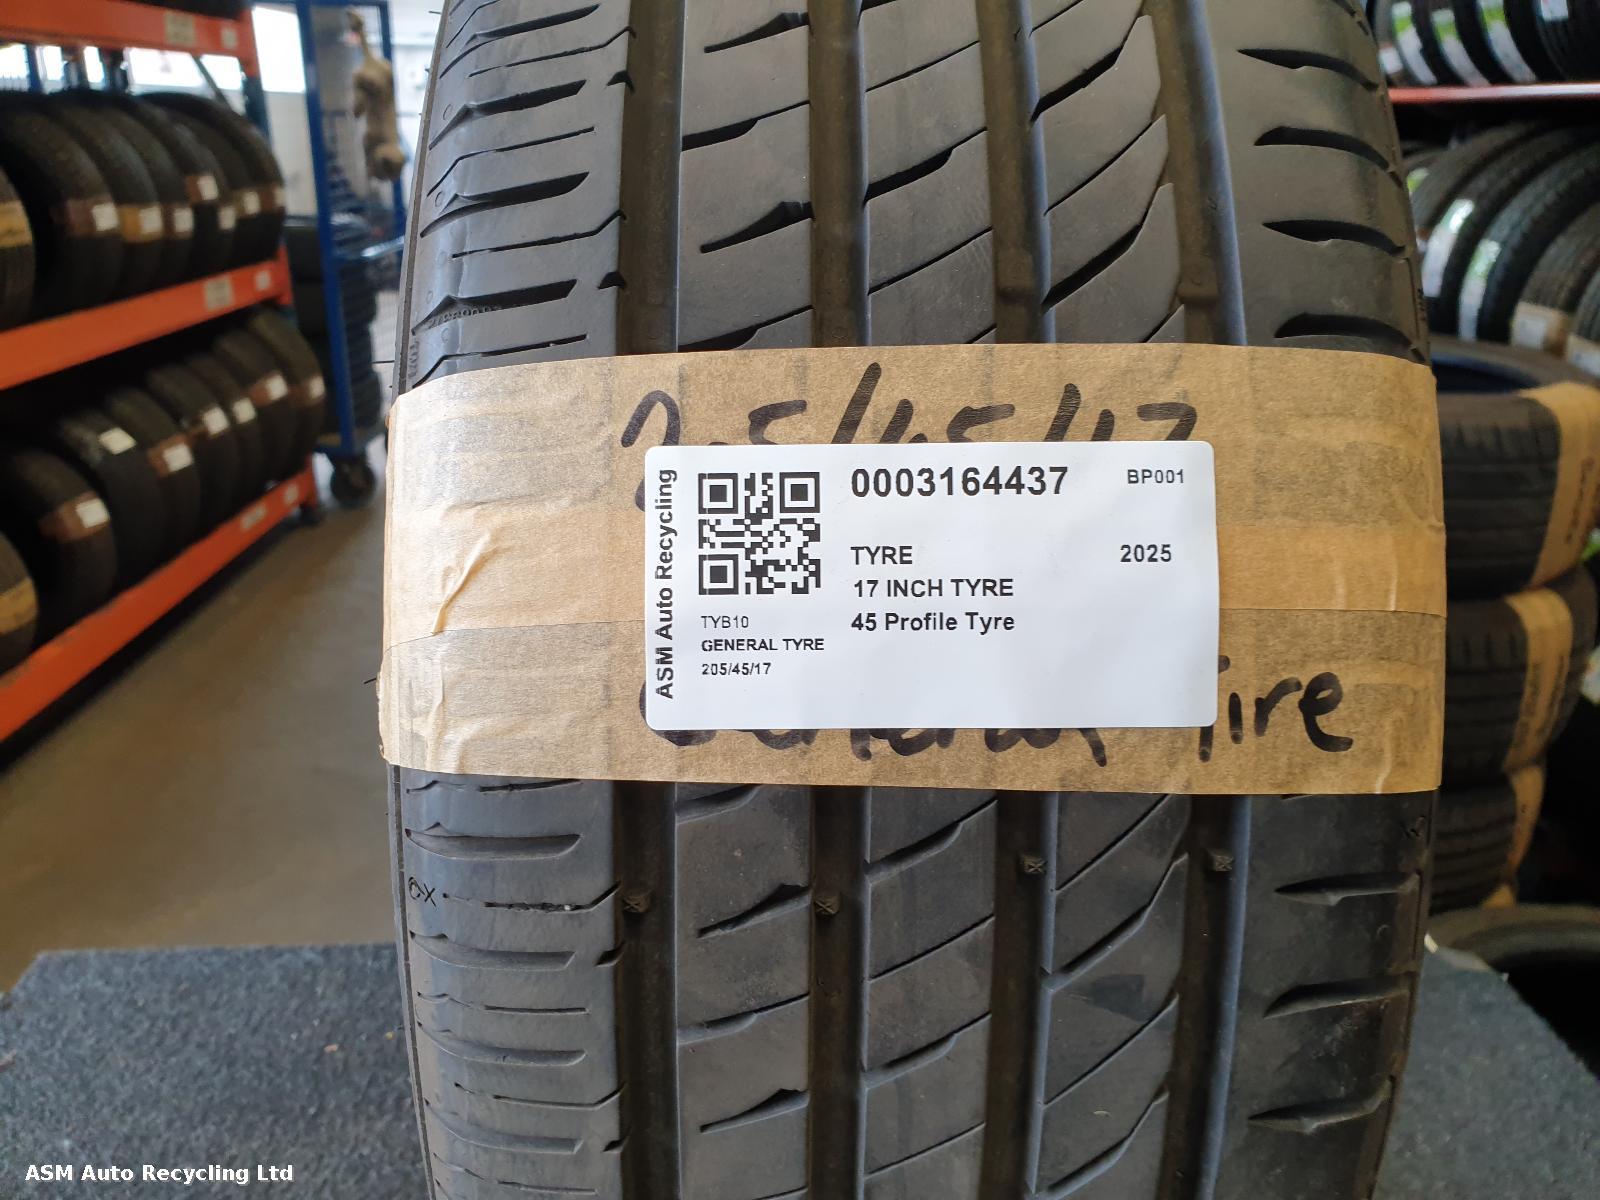 205/45/17
ASM Auto Recycling
0003164437
BP001
TYRE
2025
17 INCH TYRE
45 Profile Tyre
TYB10
GENERAL TYRE
205/45/17
General Tire
ASM Auto Recycling Ltd